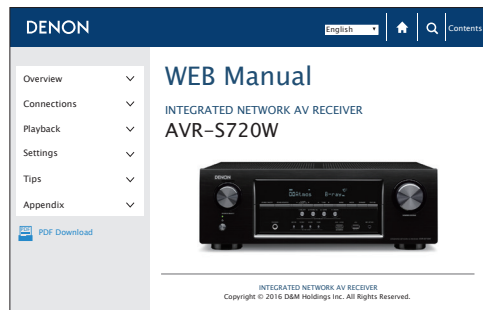 DENON
English
Contents
Overview
Connections
Playback
Settings
Tips
Appendix
PDF Download
WEB Manual
INTEGRATED NETWORK AV RECEIVER
AVR-S720W
DENON
INTEGRATED NETWORK AV RECEIVER
Copyright © 2016 D&M Holdings Inc. All Rights Reserved.